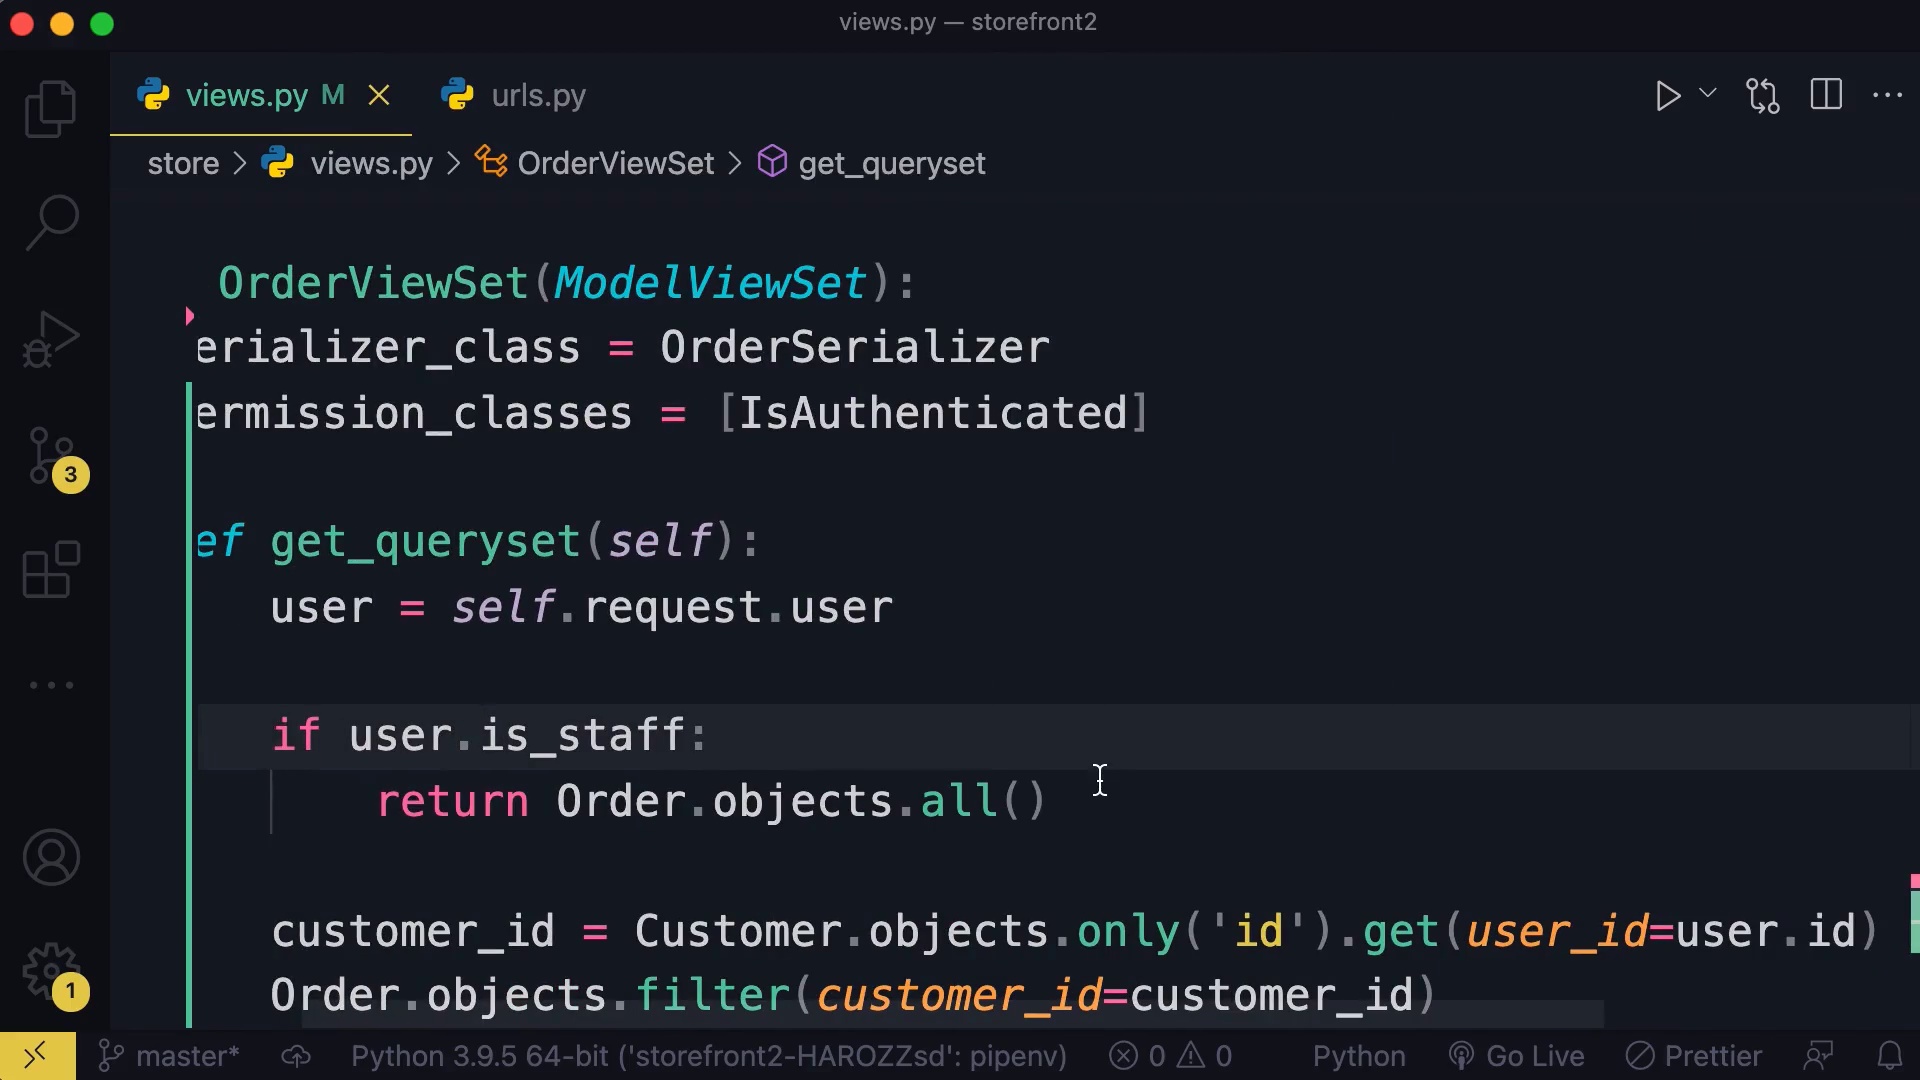 views.py — storefront2
views.py M urls.py
store > views.py > OrderViewSet > get_queryset
OrderViewSet(ModelViewSet):
erializer_class = OrderSerializer
ermission_classes = [IsAuthenticated]
ef get_queryset(self):
user = self.request.user
if user.is_staff:
return Order.objects.all()
customer_id = Customer.objects.only('id').get(user_id=user.id)
Order.objects.filter(customer_id=customer_id)
3
1
master* Python 3.9.5 64-bit ('storefront2-HAROZZsd': pipenv) 0 0 Python Go Live Prettier